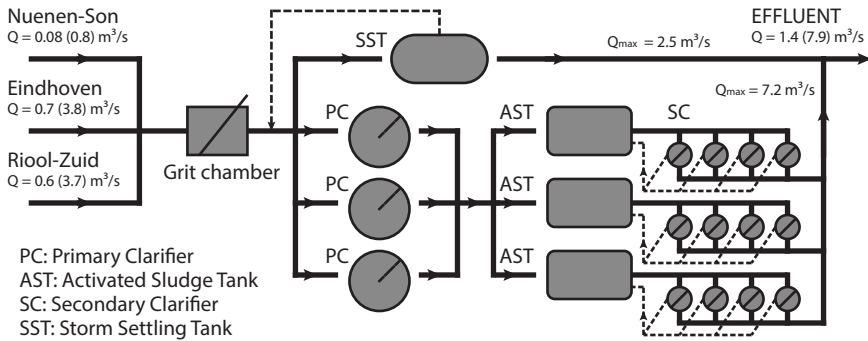 Nuenen-Son
Q = 0.08 (0.8) m³/s
Eindhoven
Q = 0.7 (3.8) m³/s
Riool-Zuid
Q = 0.6 (3.7) m³/s
Grit chamber
SST
PC
PC
PC
AST
AST
AST
SC
Qmax = 2.5 m³/s
EFFLUENT
Q = 1.4 (7.9) m³/s
Qmax = 7.2 m³/s
PC: Primary Clarifier
AST: Activated Sludge Tank
SC: Secondary Clarifier
SST: Storm Settling Tank